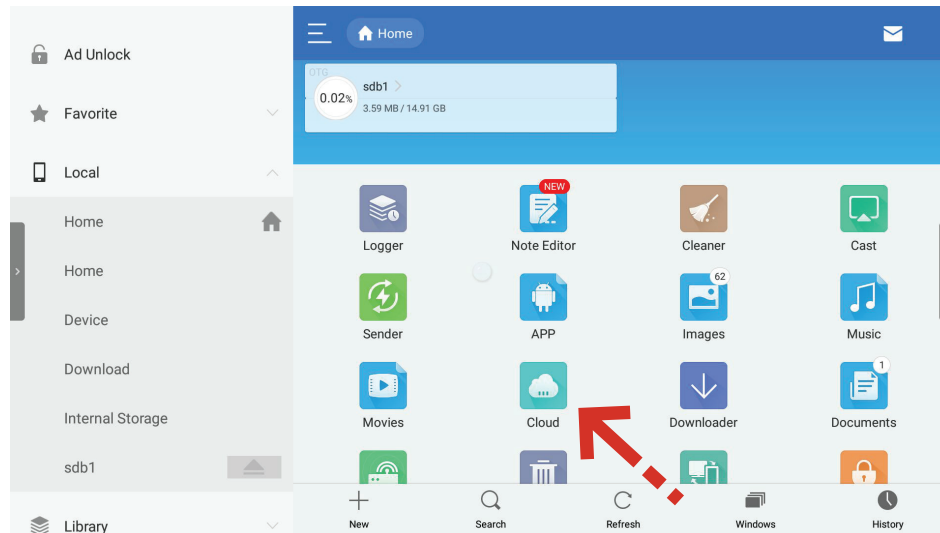 Ad Unlock
Favorite
Local
Home
Home
Device
Download
Internal Storage
sdb1
Library
Home
OTG
sdb1
0.02%
3.59 MB / 14.91 GB
NEW
Logger
Note Editor
Cleaner
Cast
62
Sender
APP
Images
Music
1
Movies
Cloud
Downloader
Documents
New
Search
Refresh
Windows
History